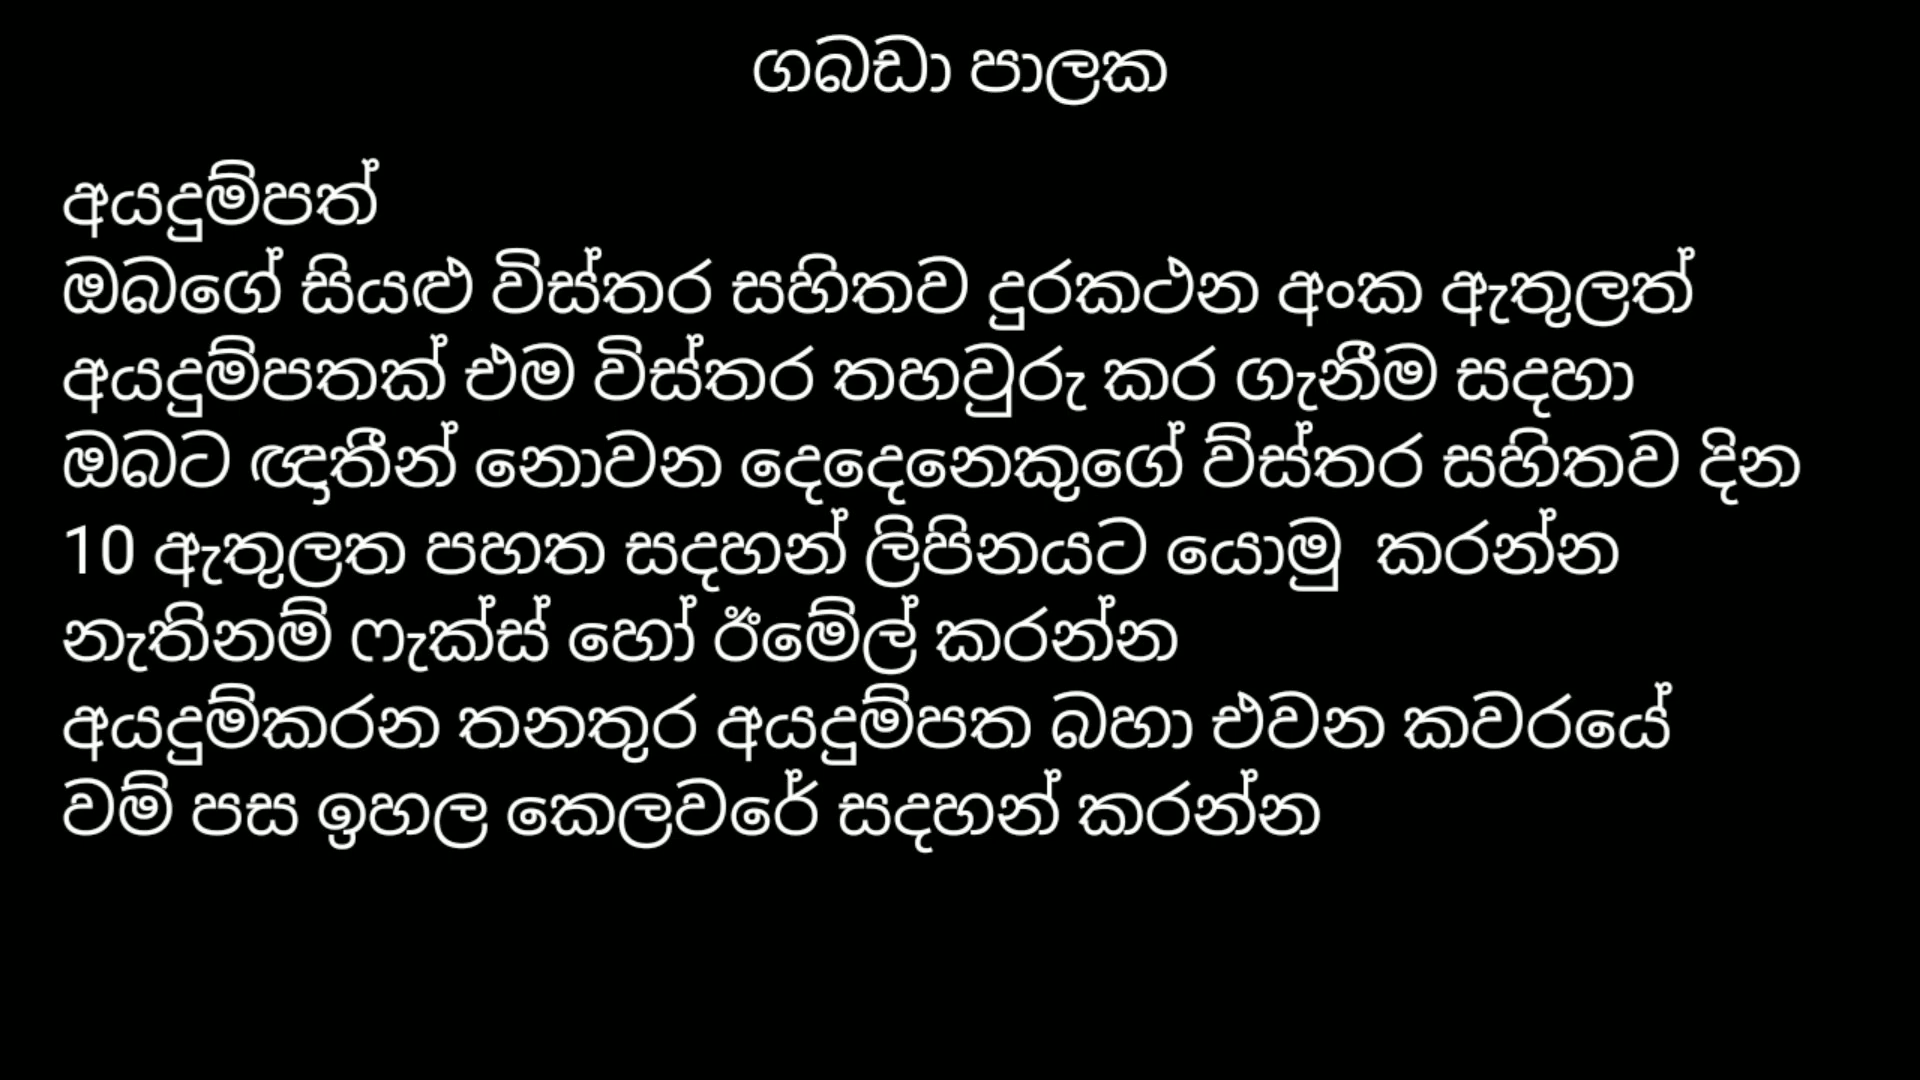 ගබඩා පාලක
අයදුම්පත්
ඔබගේ සියළු විස්තර සහිතව දුරකථන අංක ඇතුලත්
අයදුම්පතක් එම විස්තර තහවුරු කර ගැනීම සදහා
ඔබට ඥාතීන් නොවන දෙදෙනෙකුගේ ව්ස්තර සහිතව දින
10 ඇතුලත පහත සදහන් ලිපිනයට යොමු  කරන්න
නැතිනම් ෆැක්ස් හෝ ඊමේල් කරන්න
අයදුම්කරන තනතුර අයදුම්පත බහා එවන කවරයේ
වම් පස ඉහල කෙලවරේ සදහන් කරන්න